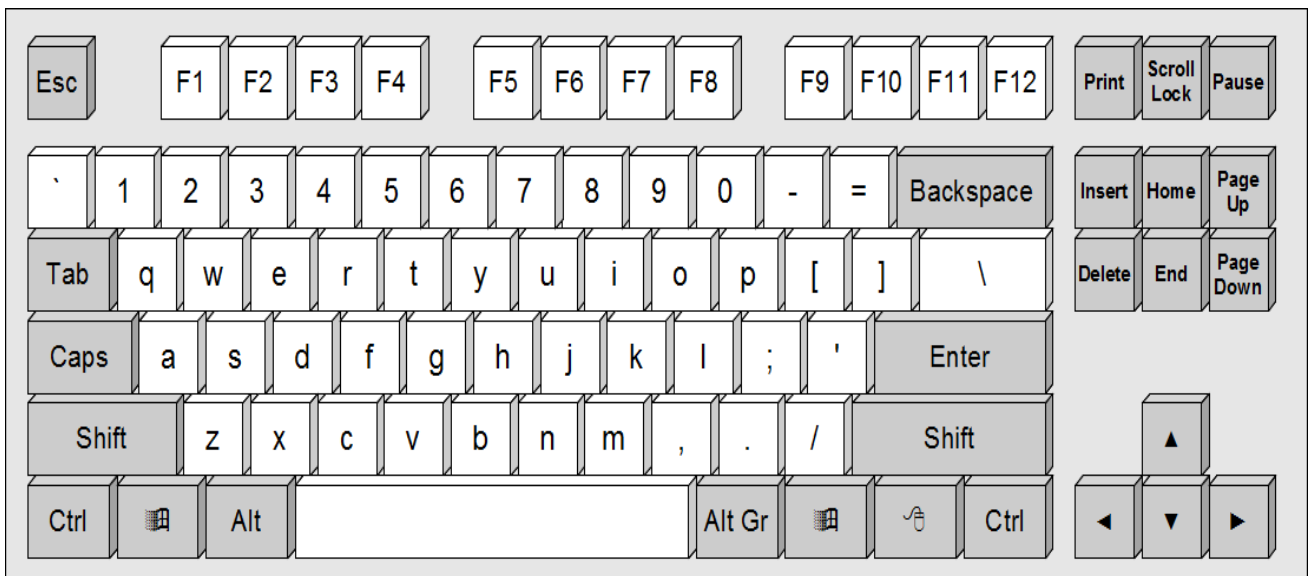 Esc F1 F2 F3 F4 F5 F6 F7 F8 F9 F10 F11 F12 Print Scroll Lock Pause
` 1 2 3 4 5 6 7 8 9 0 - = Backspace Insert Home Page Up
Tab q w e r t y u i o p [ ] \ Delete End Page Down
Caps a s d f g h j k l ; ' Enter
Shift z x c v b n m , . / Shift ▲
Ctrl Alt Alt Gr Ctrl ◄ ▼ ►